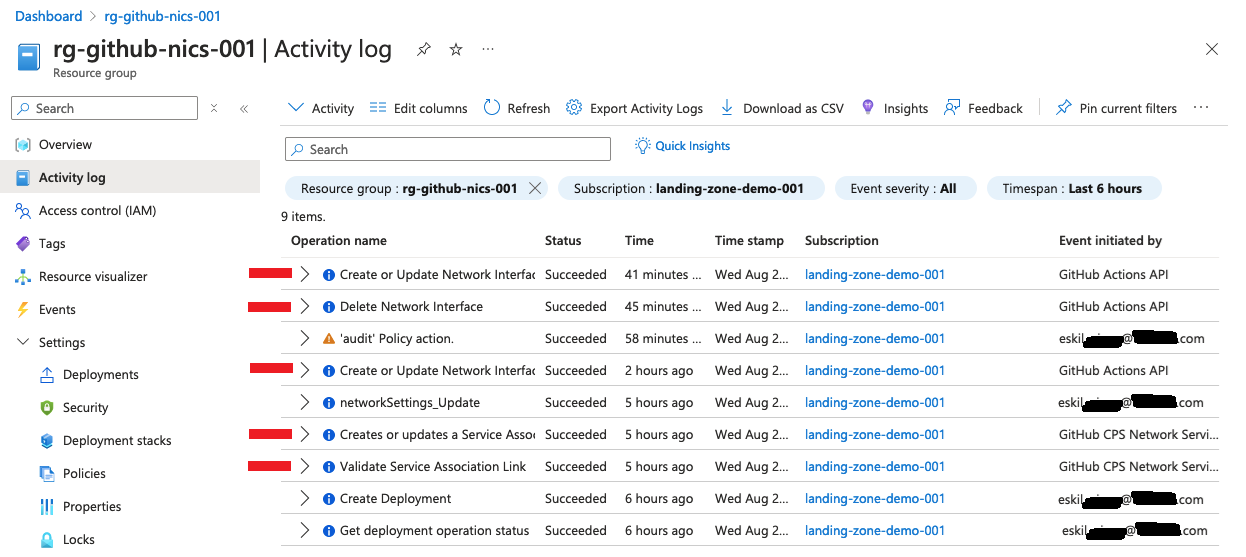 Dashboard > rg-github-nics-001
rg-github-nics-001 | Activity log ...
Resource group
Search
Activity Edit columns Refresh Export Activity Logs Download as CSV Insights Feedback Pin current filters ...
Overview
Activity log
Access control (IAM)
Tags
Resource visualizer
Events
Settings
Deployments
Security
Deployment stacks
Policies
Properties
Locks
Search Quick Insights
Resource group : rg-github-nics-001 Subscription : landing-zone-demo-001 Event severity : All Timespan : Last 6 hours
9 items.
Operation name Status Time Time stamp Subscription Event initiated by
Create or Update Network Interfac Succeeded 41 minutes ... Wed Aug 2... landing-zone-demo-001 GitHub Actions API
Delete Network Interface Succeeded 45 minutes ... Wed Aug 2... landing-zone-demo-001 GitHub Actions API
'audit' Policy action. Succeeded 58 minutes ... Wed Aug 2... landing-zone-demo-001 eskil @ .com
Create or Update Network Interfac Succeeded 2 hours ago Wed Aug 2... landing-zone-demo-001 GitHub Actions API
networkSettings_Update Succeeded 5 hours ago Wed Aug 2... landing-zone-demo-001 eskil @ .com
Creates or updates a Service Asso Succeeded 5 hours ago Wed Aug 2... landing-zone-demo-001 GitHub CPS Network Servi...
Validate Service Association Link Succeeded 5 hours ago Wed Aug 2... landing-zone-demo-001 GitHub CPS Network Servi...
Create Deployment Succeeded 6 hours ago Wed Aug 2... landing-zone-demo-001 eskil @ .com
Get deployment operation status Succeeded 6 hours ago Wed Aug 2... landing-zone-demo-001 eskil @ .com